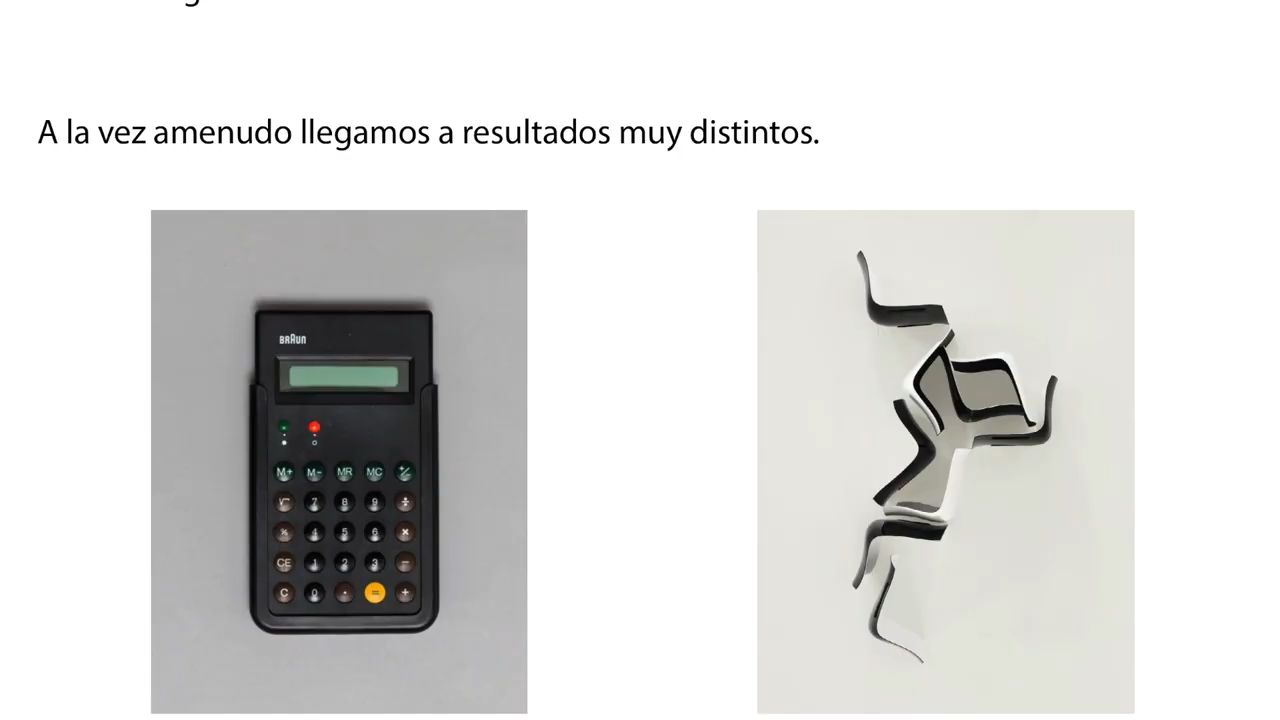 A la vez amenudo llegamos a resultados muy distintos.
BRAUN
M+ M- MR MC +/-
√ 7 8 9 ÷
% 4 5 6 ×
CE 1 2 3 −
C 0 . = +